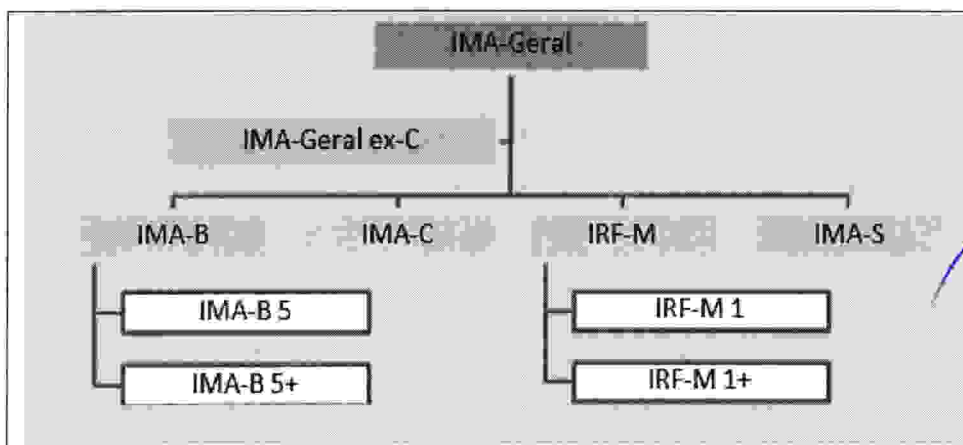 IMA-Geral
IMA-Geral ex-C
IMA-B IMA-C IRF-M IMA-S
IMA-B 5 IRF-M 1
IMA-B 5+ IRF-M 1+